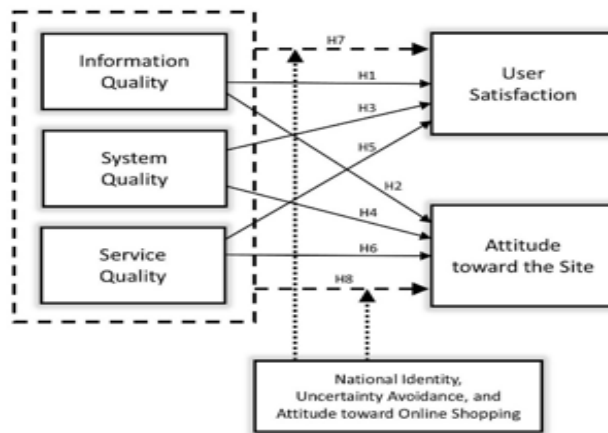 Information
Quality
System
Quality
Service
Quality
H7
H1
H3
H5
H2
H4
H6
H8
User
Satisfaction
Attitude
toward the Site
National Identity,
Uncertainty Avoidance, and
Attitude toward Online Shopping